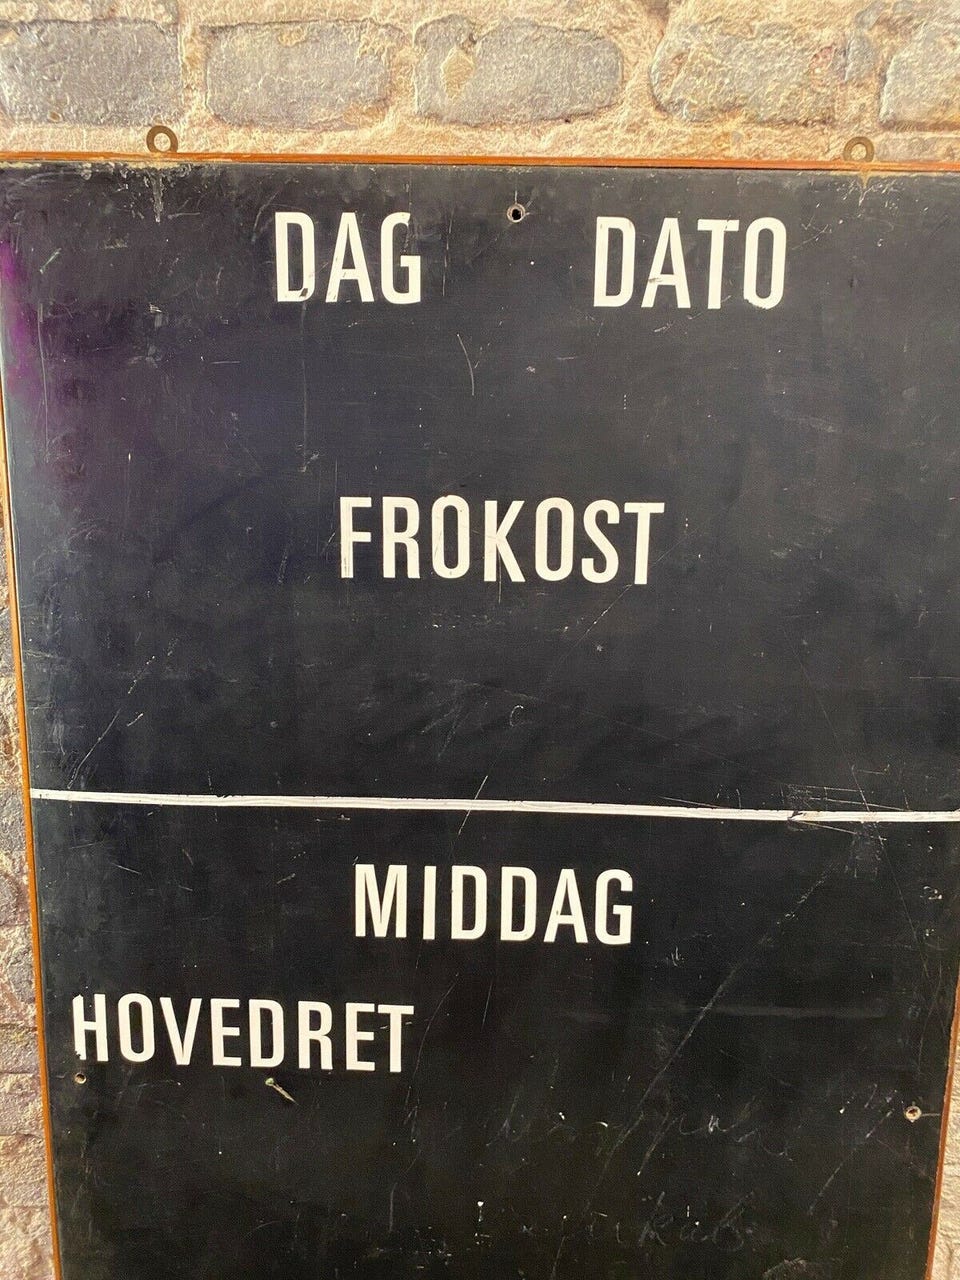 DAG DATO
FROKOST
MIDDAG
HOVEDRET